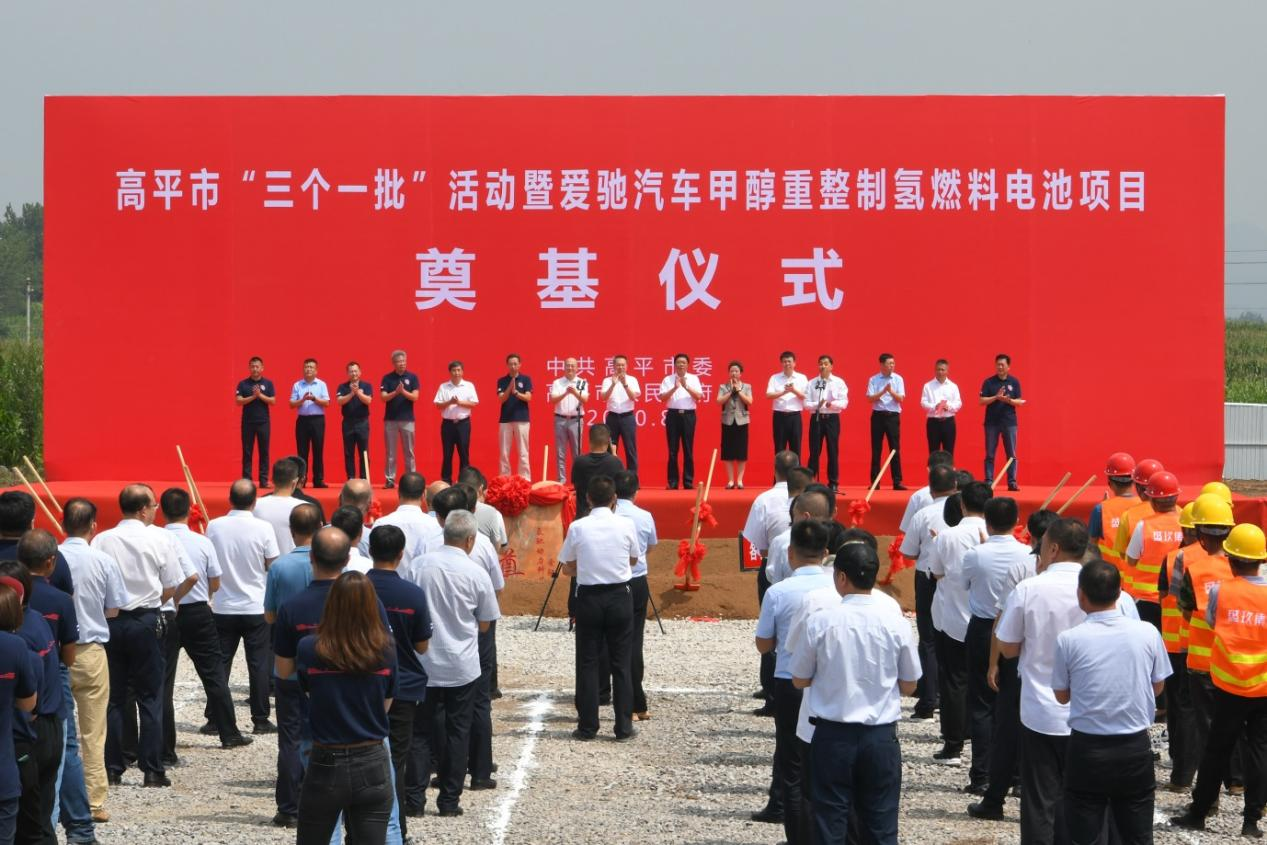 高平市“三个一批”活动暨爱驰汽车甲醇重整制氢燃料电池项目
奠基仪式
中共高平市委
奠